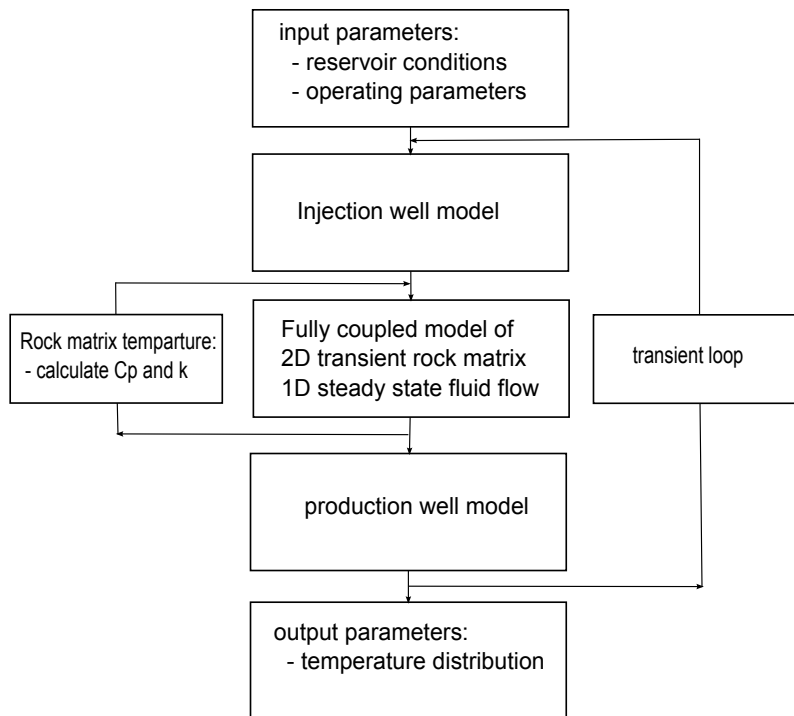 input parameters:
- reservoir conditions
- operating parameters
Injection well model
Rock matrix temparture:
- calculate Cp and k
Fully coupled model of
2D transient rock matrix
1D steady state fluid flow
transient loop
production well model
output parameters:
- temperature distribution